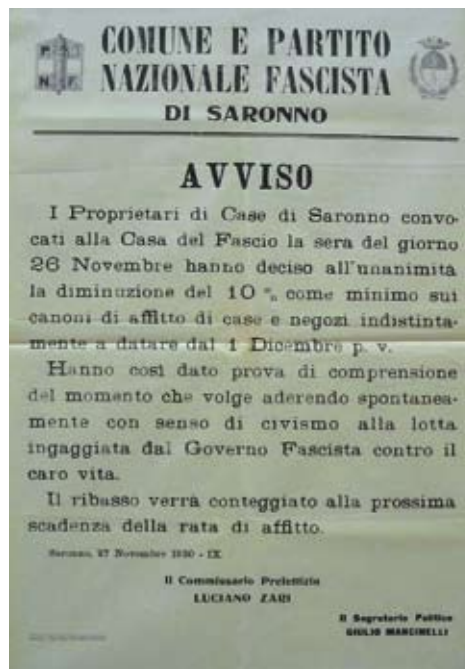 COMUNE E PARTITO
NAZIONALE FASCISTA
DI SARONNO
AVVISO
I Proprietari di Case di Saronno convo-
cati alla Casa del Fascio la sera del giorno
26 Novembre hanno deciso all'unanimità
la diminuzione del 10 % come minimo sui
canoni di affitto di case e negozi indistinta-
mente a datare dal 1 Dicembre p. v.
Hanno così dato prova di comprensione
del momento che volge aderendo spontanea-
mente con senso di civismo alla lotta
ingaggiata dal Governo Fascista contro il
caro vita.
Il ribasso verrà conteggiato alla prossima
scadenza della rata di affitto.
Saronno, 27 Novembre 1930 - IX
Il Commissario Prefettizio
LUCIANO ZARI
Il Segretario Politico
GIULIO MANCINELLI